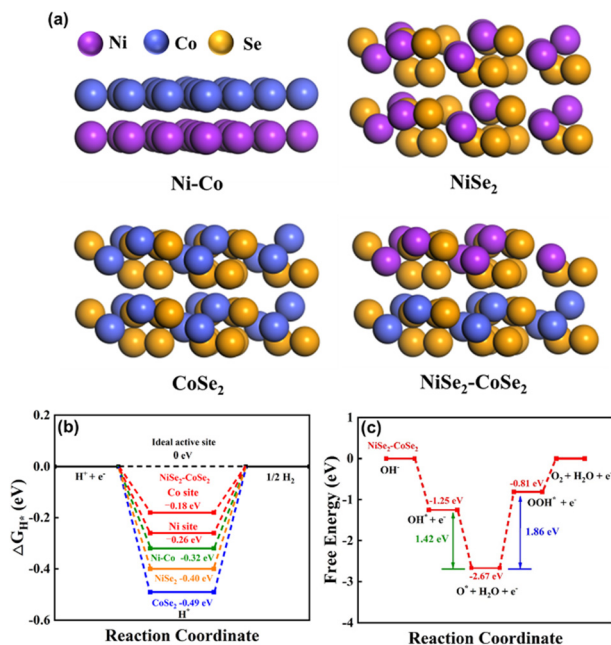 (a)
Ni Co Se
Ni-Co
NiSe₂
CoSe₂
NiSe₂-CoSe₂
(b)
ΔG_H* (eV)
0.2
0.0
-0.2
-0.4
-0.6
Ideal active site
0 eV
H⁺ + e⁻
1/2 H₂
NiSe₂-CoSe₂
Co site
-0.18 eV
Ni site
-0.26 eV
Ni-Co -0.32 eV
NiSe₂ -0.40 eV
CoSe₂ -0.49 eV
H*
Reaction Coordinate
(c)
Free Energy (eV)
1
0
-1
-2
-3
-4
NiSe₂-CoSe₂
OH⁻
-1.25 eV
OH* + e⁻
1.42 eV
-2.67 eV
O* + H₂O + e⁻
-0.81 eV
OOH* + e⁻
1.86 eV
O₂ + H₂O + e⁻
Reaction Coordinate